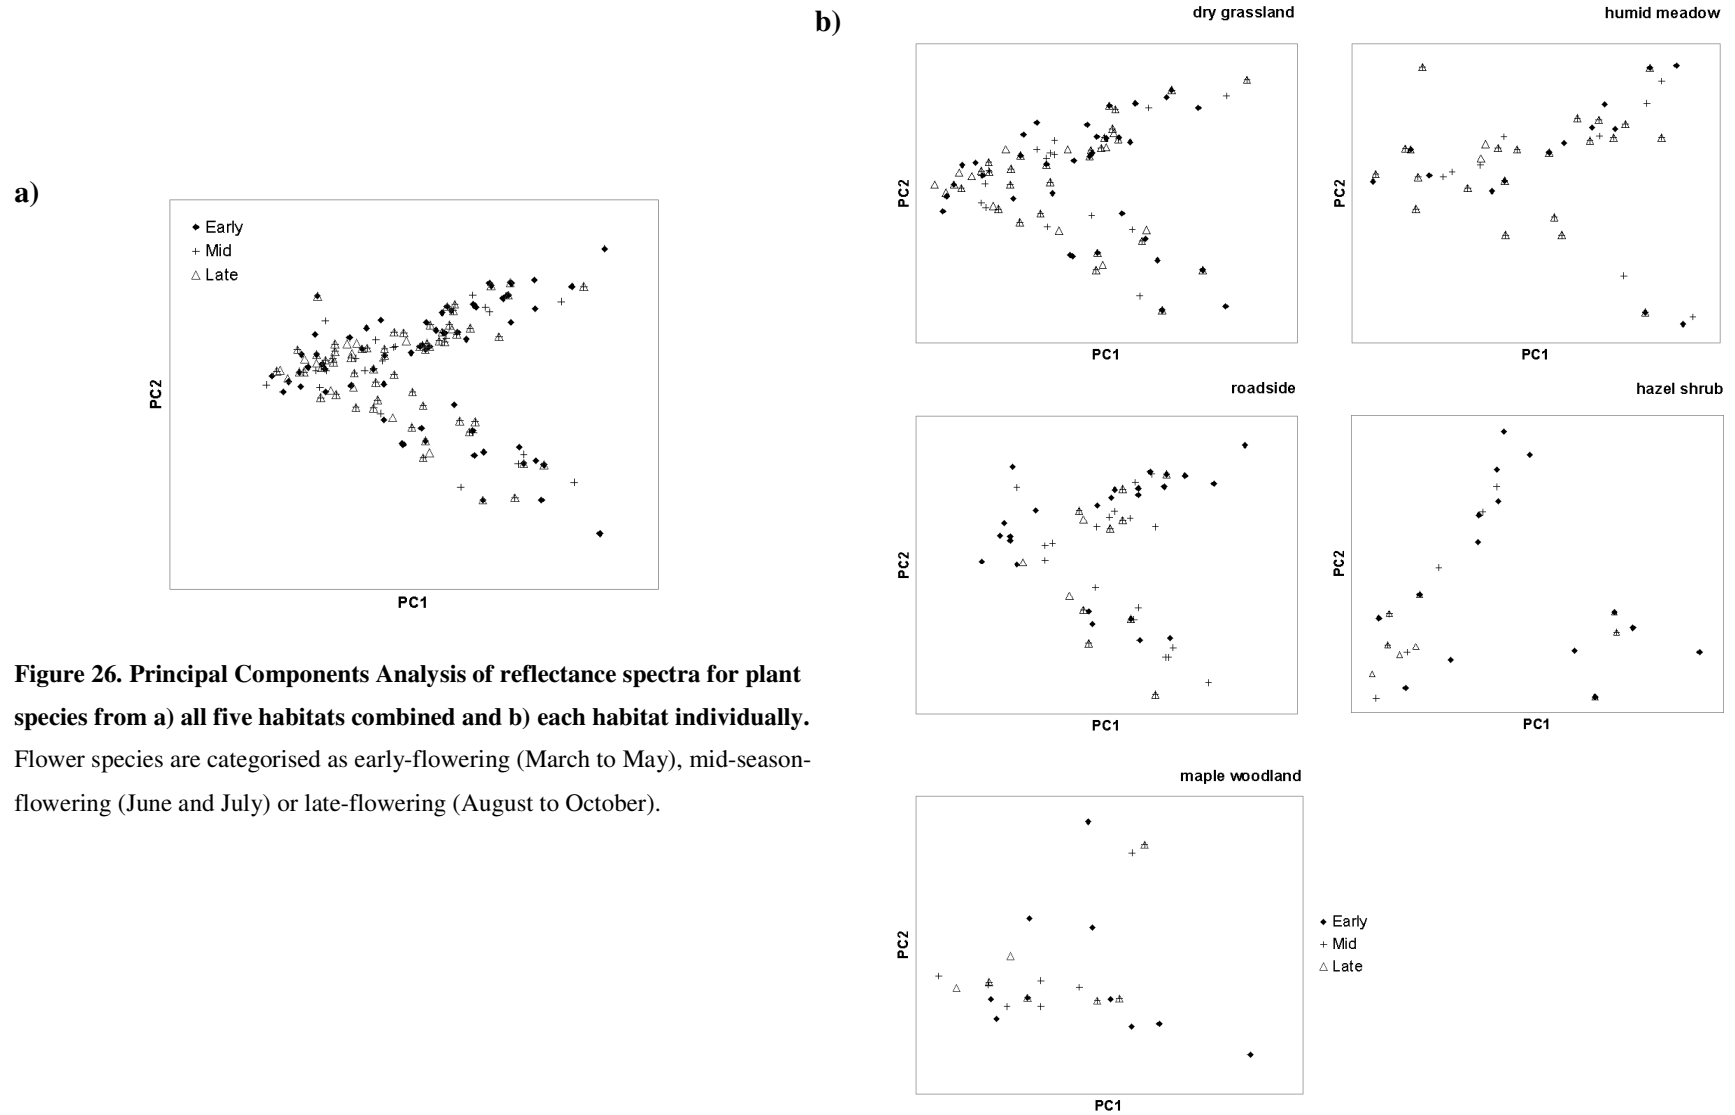 a)
Early
Mid
Late
PC2
PC1
Figure 26. Principal Components Analysis of reflectance spectra for plant
species from a) all five habitats combined and b) each habitat individually.
Flower species are categorised as early-flowering (March to May), mid-season-
flowering (June and July) or late-flowering (August to October).
b)
dry grassland
PC2
PC1
humid meadow
PC2
PC1
roadside
PC2
PC1
hazel shrub
PC2
PC1
maple woodland
PC2
PC1
Early
Mid
Late